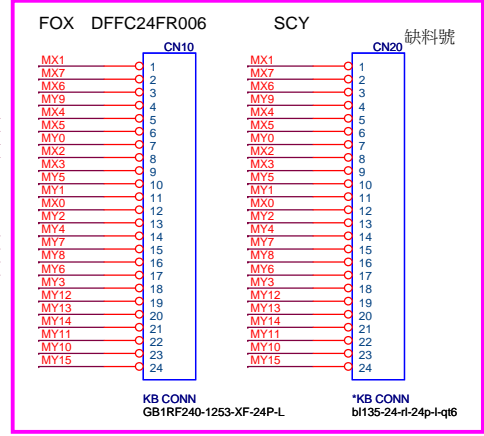 FOX DFFC24FR006
SCY
缺料號
CN10
MX1 1
MX7 2
MX6 3
MY9 4
MX4 5
MX5 6
MY0 7
MX2 8
MX3 9
MY5 10
MY1 11
MX0 12
MY2 13
MY4 14
MY7 15
MY8 16
MY6 17
MY3 18
MY12 19
MY13 20
MY14 21
MY11 22
MY10 23
MY15 24
KB CONN
GB1RF240-1253-XF-24P-L
CN20
MX1 1
MX7 2
MX6 3
MY9 4
MX4 5
MX5 6
MY0 7
MX2 8
MX3 9
MY5 10
MY1 11
MX0 12
MY2 13
MY4 14
MY7 15
MY8 16
MY6 17
MY3 18
MY12 19
MY13 20
MY14 21
MY11 22
MY10 23
MY15 24
*KB CONN
bl135-24-rl-24p-l-qt6